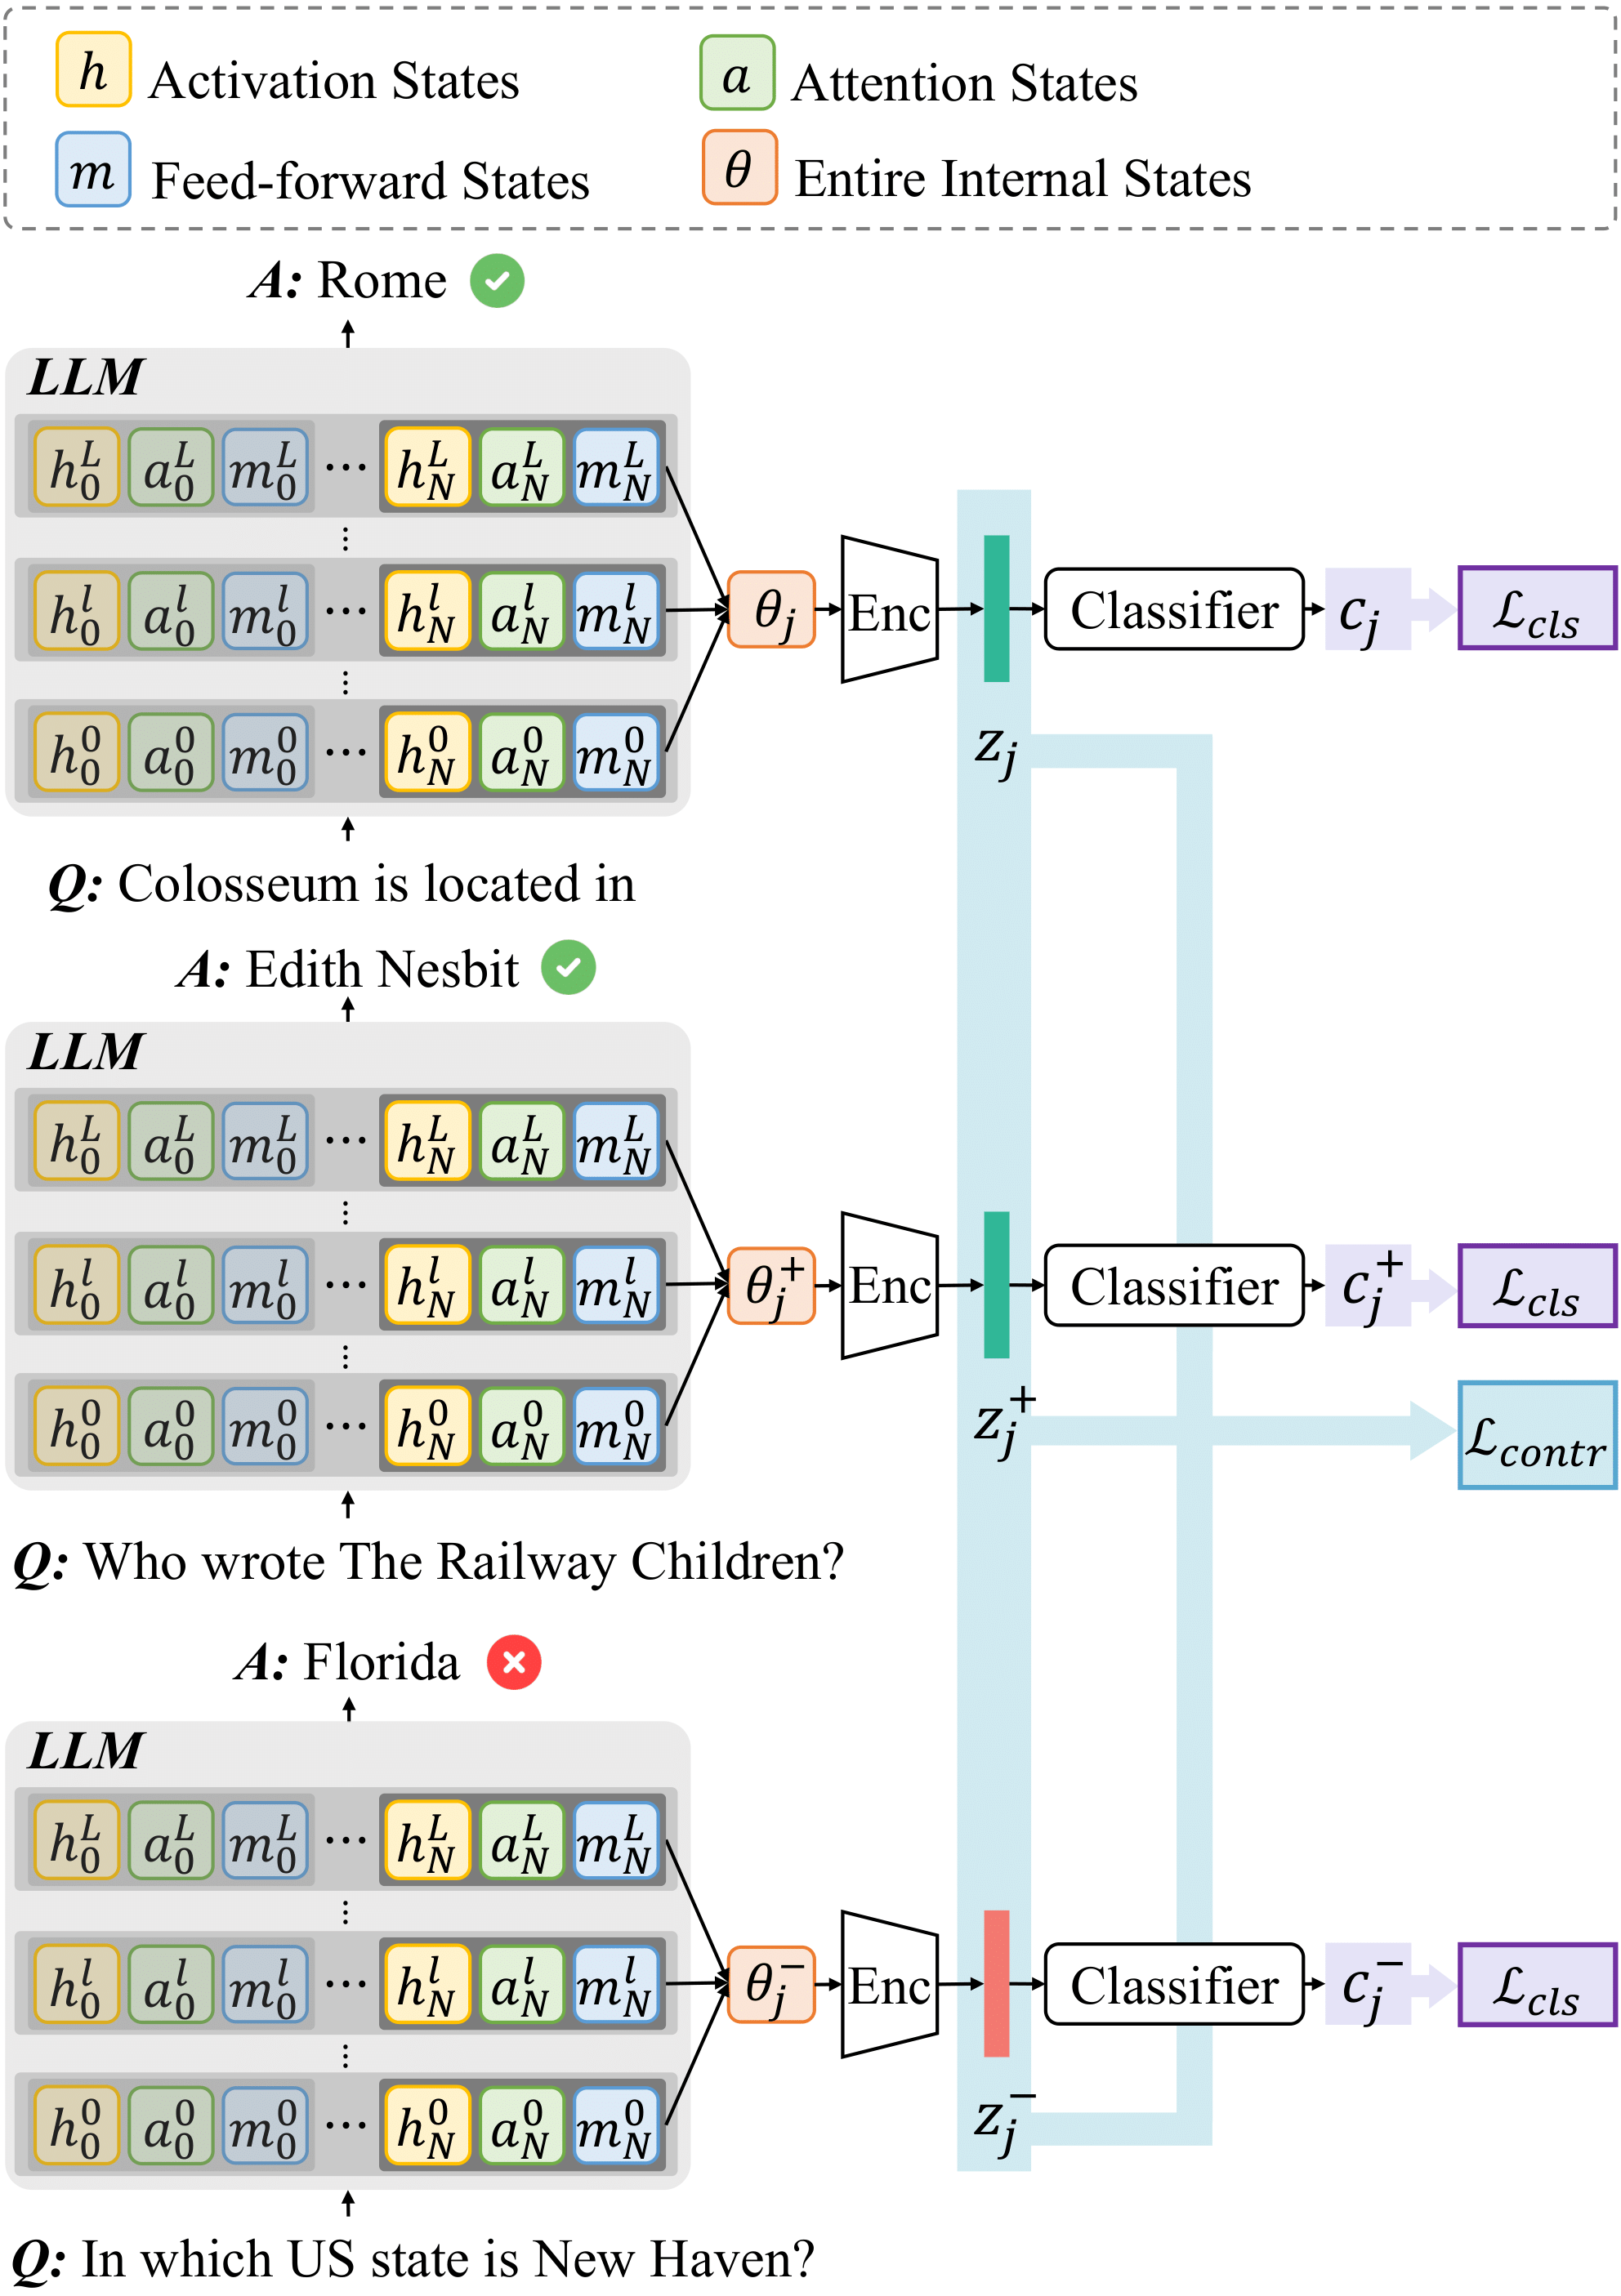 h Activation States a Attention States
m Feed-forward States θ Entire Internal States
A: Rome
LLM
h_0^L a_0^L m_0^L ... h_N^L a_N^L m_N^L
h_0^l a_0^l m_0^l ... h_N^l a_N^l m_N^l θ_j Enc Classifier c_j ℒ_cls
h_0^0 a_0^0 m_0^0 ... h_N^0 a_N^0 m_N^0 z_j
Q: Colosseum is located in
A: Edith Nesbit
LLM
h_0^L a_0^L m_0^L ... h_N^L a_N^L m_N^L
h_0^l a_0^l m_0^l ... h_N^l a_N^l m_N^l θ_j^+ Enc Classifier c_j^+ ℒ_cls
h_0^0 a_0^0 m_0^0 ... h_N^0 a_N^0 m_N^0 z_j^+ ℒ_contr
Q: Who wrote The Railway Children?
A: Florida
LLM
h_0^L a_0^L m_0^L ... h_N^L a_N^L m_N^L
h_0^l a_0^l m_0^l ... h_N^l a_N^l m_N^l θ_j^- Enc Classifier c_j^- ℒ_cls
h_0^0 a_0^0 m_0^0 ... h_N^0 a_N^0 m_N^0 z_j^-
Q: In which US state is New Haven?